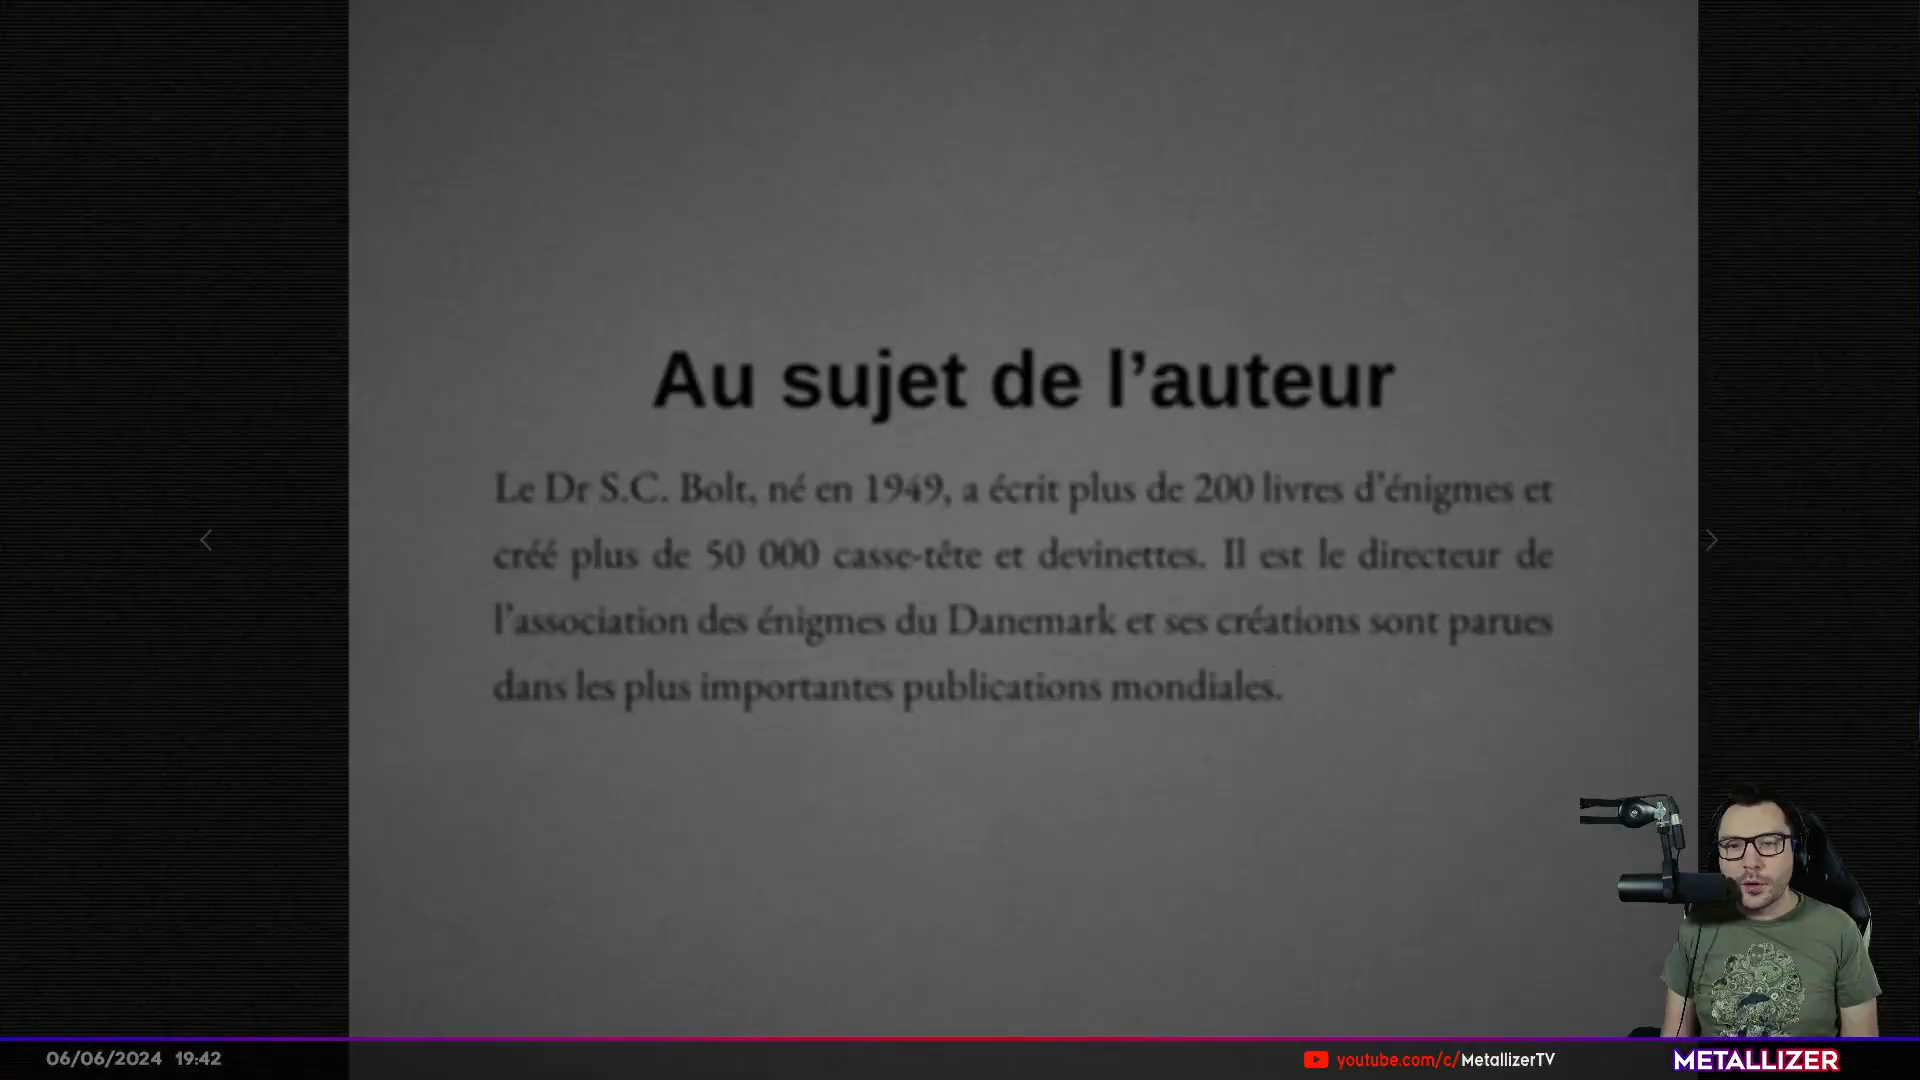 Au sujet de l’auteur
Le Dr S.C. Bolt, né en 1949, a écrit plus de 200 livres d’énigmes et
créé plus de 50 000 casse-tête et devinettes. Il est le directeur de
l’association des énigmes du Danemark et ses créations sont parues
dans les plus importantes publications mondiales.
06/06/2024 19:42
youtube.com/c/MetallizerTV
METALLIZER